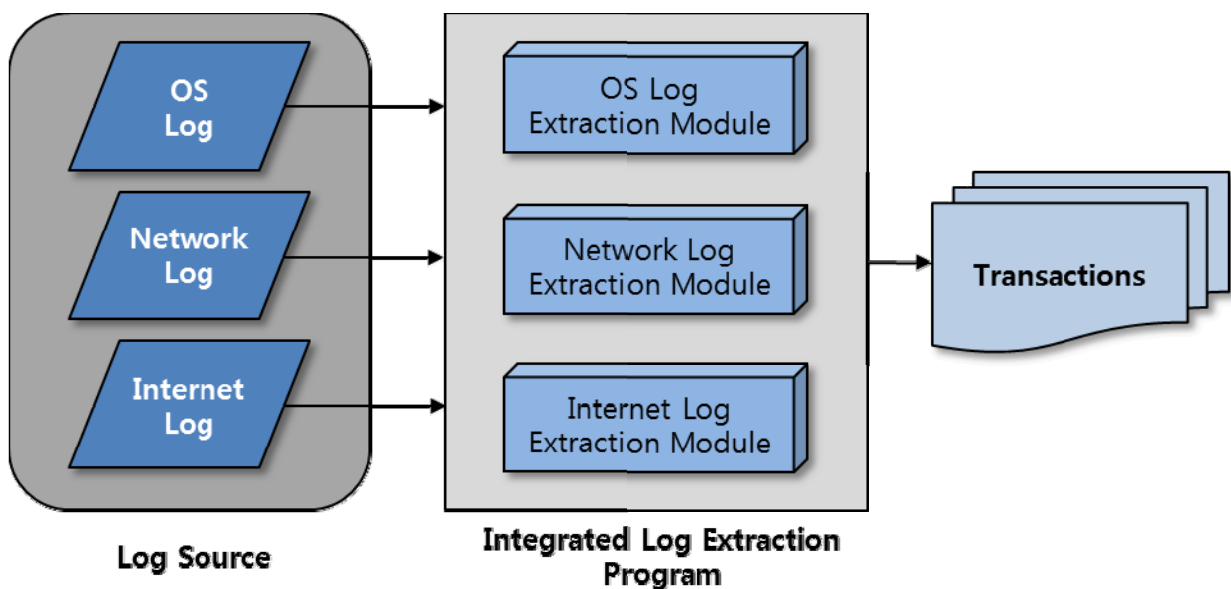 OS
Log
Network
Log
Internet
Log
Log Source
OS Log
Extraction Module
Network Log
Extraction Module
Internet Log
Extraction Module
Integrated Log Extraction
Program
Transactions